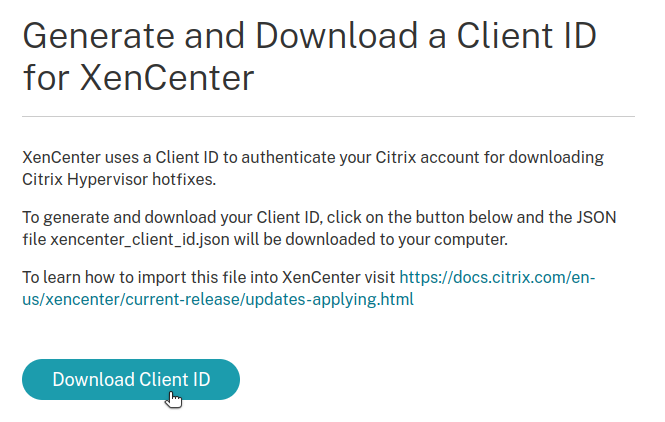 Generate and Download a Client ID
for XenCenter
XenCenter uses a Client ID to authenticate your Citrix account for downloading
Citrix Hypervisor hotfixes.
To generate and download your Client ID, click on the button below and the JSON
file xencenter_client_id.json will be downloaded to your computer.
To learn how to import this file into XenCenter visit https://docs.citrix.com/en-
us/xencenter/current-release/updates-applying.html
Download Client ID